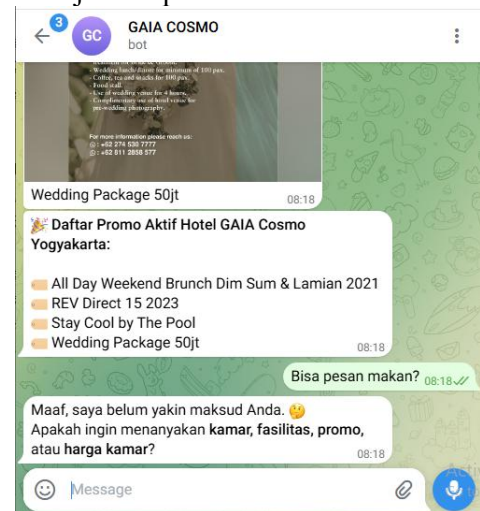 3
GC
GAIA COSMO
bot
- Wedding lunch/dinner for minimum of 100 pax.
- Coffee, tea and snacks for 100 pax.
- Food stall.
- Use of wedding venue for 4 hours.
- Complimentary use of hotel venue for
pre-wedding photography.
For more information please reach us:
: +62 274 530 7777
: +62 811 2858 577
Wedding Package 50jt
08:18
Daftar Promo Aktif Hotel GAIA Cosmo
Yogyakarta:
All Day Weekend Brunch Dim Sum & Lamian 2021
REV Direct 15 2023
Stay Cool by The Pool
Wedding Package 50jt
08:18
Bisa pesan makan? 08:18
Maaf, saya belum yakin maksud Anda.
Apakah ingin menanyakan kamar, fasilitas, promo,
atau harga kamar?
08:18
Message